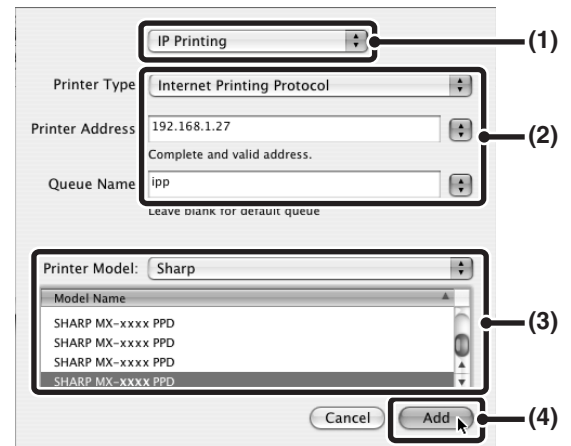 IP Printing
(1)
Printer Type Internet Printing Protocol
Printer Address 192.168.1.27
(2)
Complete and valid address.
Queue Name ipp
Leave blank for default queue
Printer Model: Sharp
Model Name
SHARP MX-xxxx PPD
SHARP MX-xxxx PPD
(3)
SHARP MX-xxxx PPD
SHARP MX-xxxx PPD
Cancel Add (4)